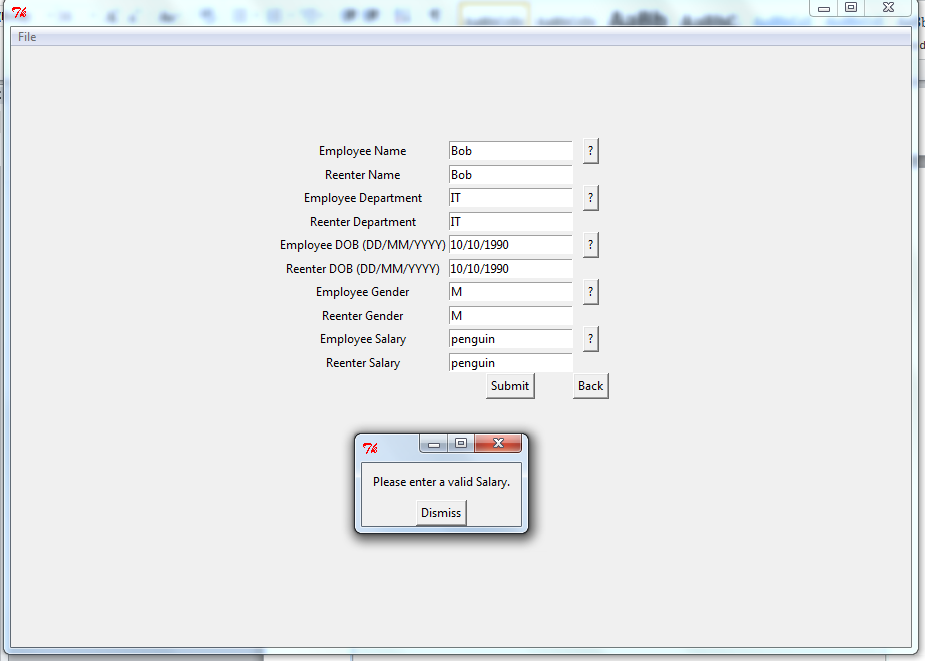 File
Employee Name Bob ?
Reenter Name Bob
Employee Department IT ?
Reenter Department IT
Employee DOB (DD/MM/YYYY) 10/10/1990 ?
Reenter DOB (DD/MM/YYYY) 10/10/1990
Employee Gender M ?
Reenter Gender M
Employee Salary penguin ?
Reenter Salary penguin
Submit Back
Please enter a valid Salary.
Dismiss